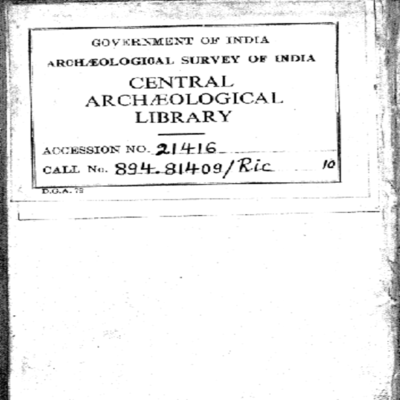 GOVERNMENT OF INDIA
ARCHÆOLOGICAL SURVEY OF INDIA
CENTRAL
ARCHÆOLOGICAL
LIBRARY
ACCESSION NO. 21416
CALL No. 894.81409/Ric 10
D.G.A. 79